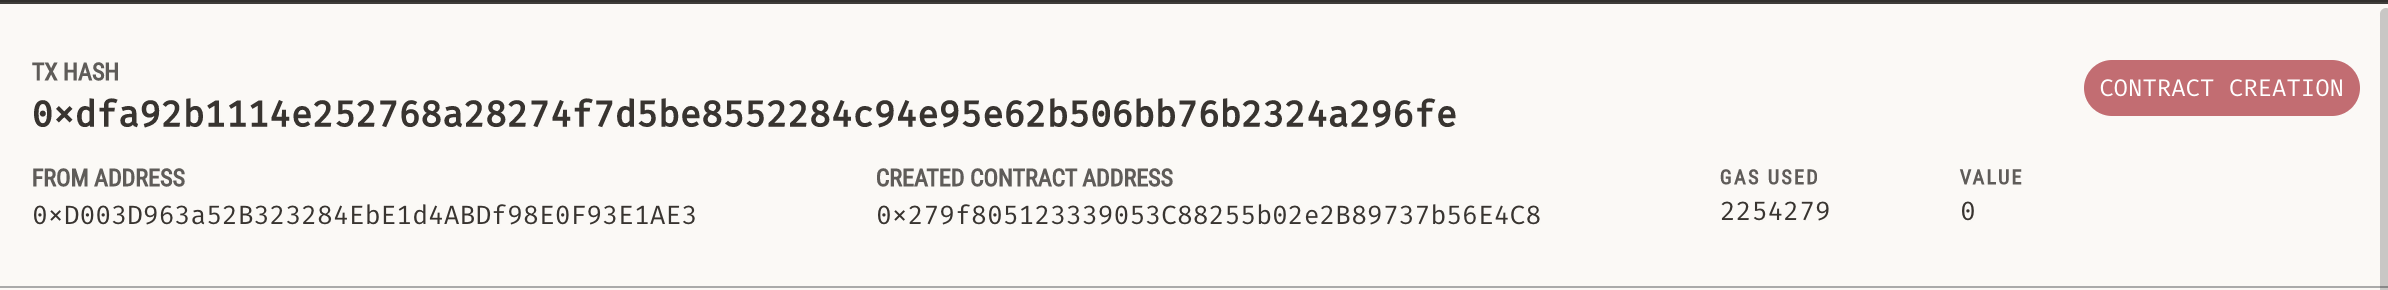 TX HASH
0×dfa92b1114e252768a28274f7d5be8552284c94e95e62b506bb76b2324a296fe
CONTRACT CREATION
FROM ADDRESS
0×D003D963a52B323284EbE1d4ABDf98E0F93E1AE3
CREATED CONTRACT ADDRESS
0×279f805123339053C88255b02e2B89737b56E4C8
GAS USED
2254279
VALUE
0